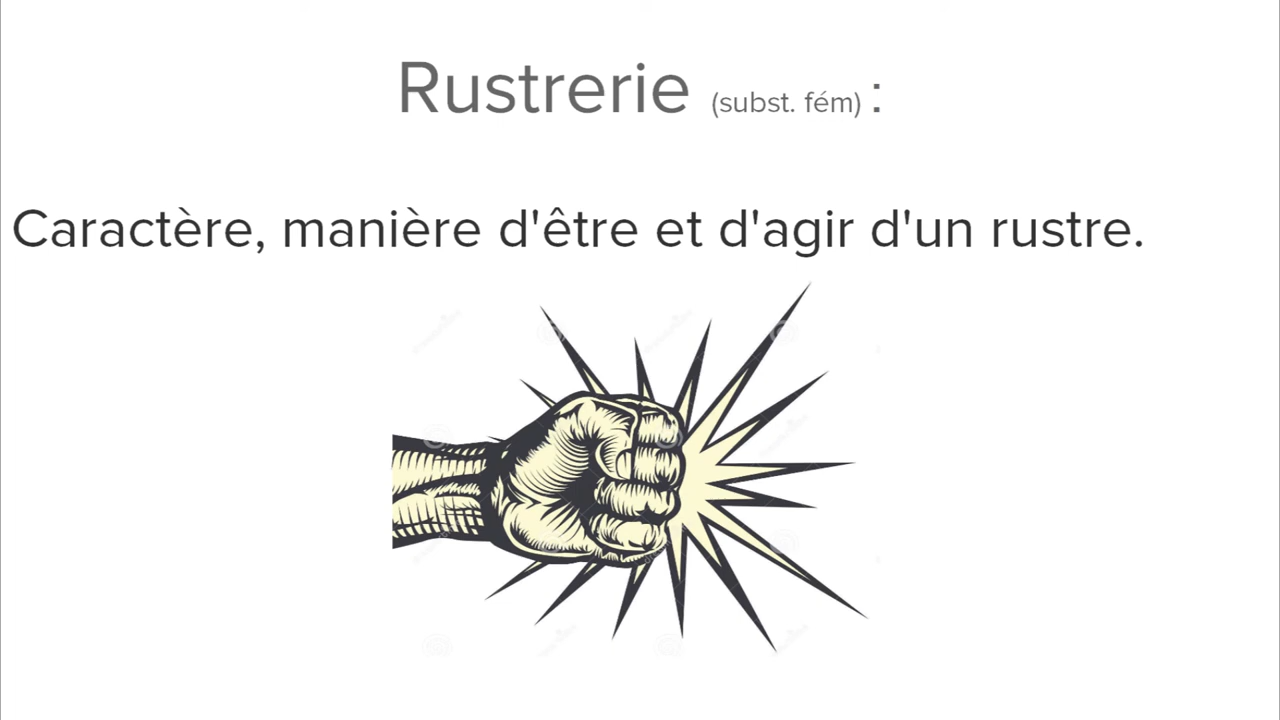 Rustrerie (subst. fém) :
Caractère, manière d'être et d'agir d'un rustre.